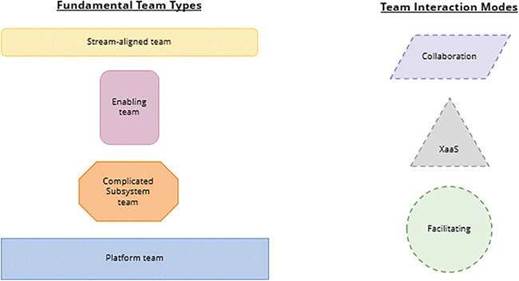 Fundamental Team Types
Stream-aligned team
Enabling
team
Complicated
Subsystem
team
Platform team
Team Interaction Modes
Collaboration
XaaS
Facilitating